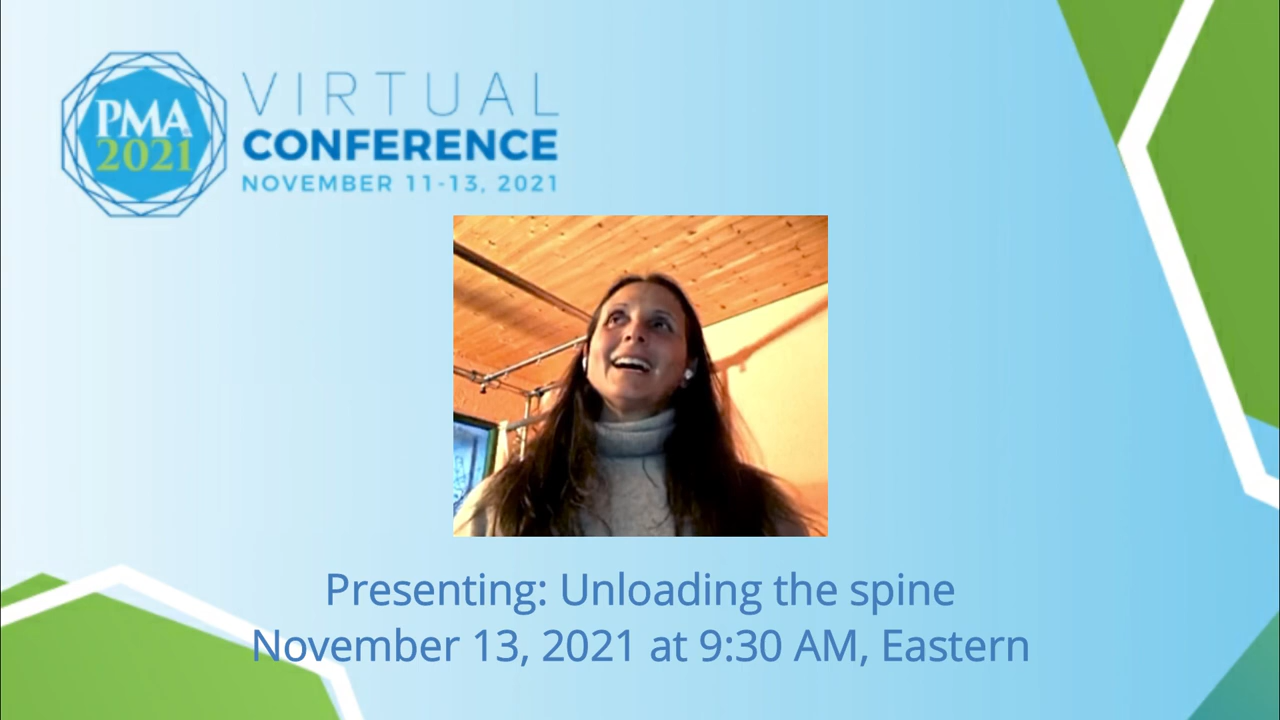 PMA
2021
VIRTUAL
CONFERENCE
NOVEMBER 11-13, 2021
Presenting: Unloading the spine
November 13, 2021 at 9:30 AM, Eastern